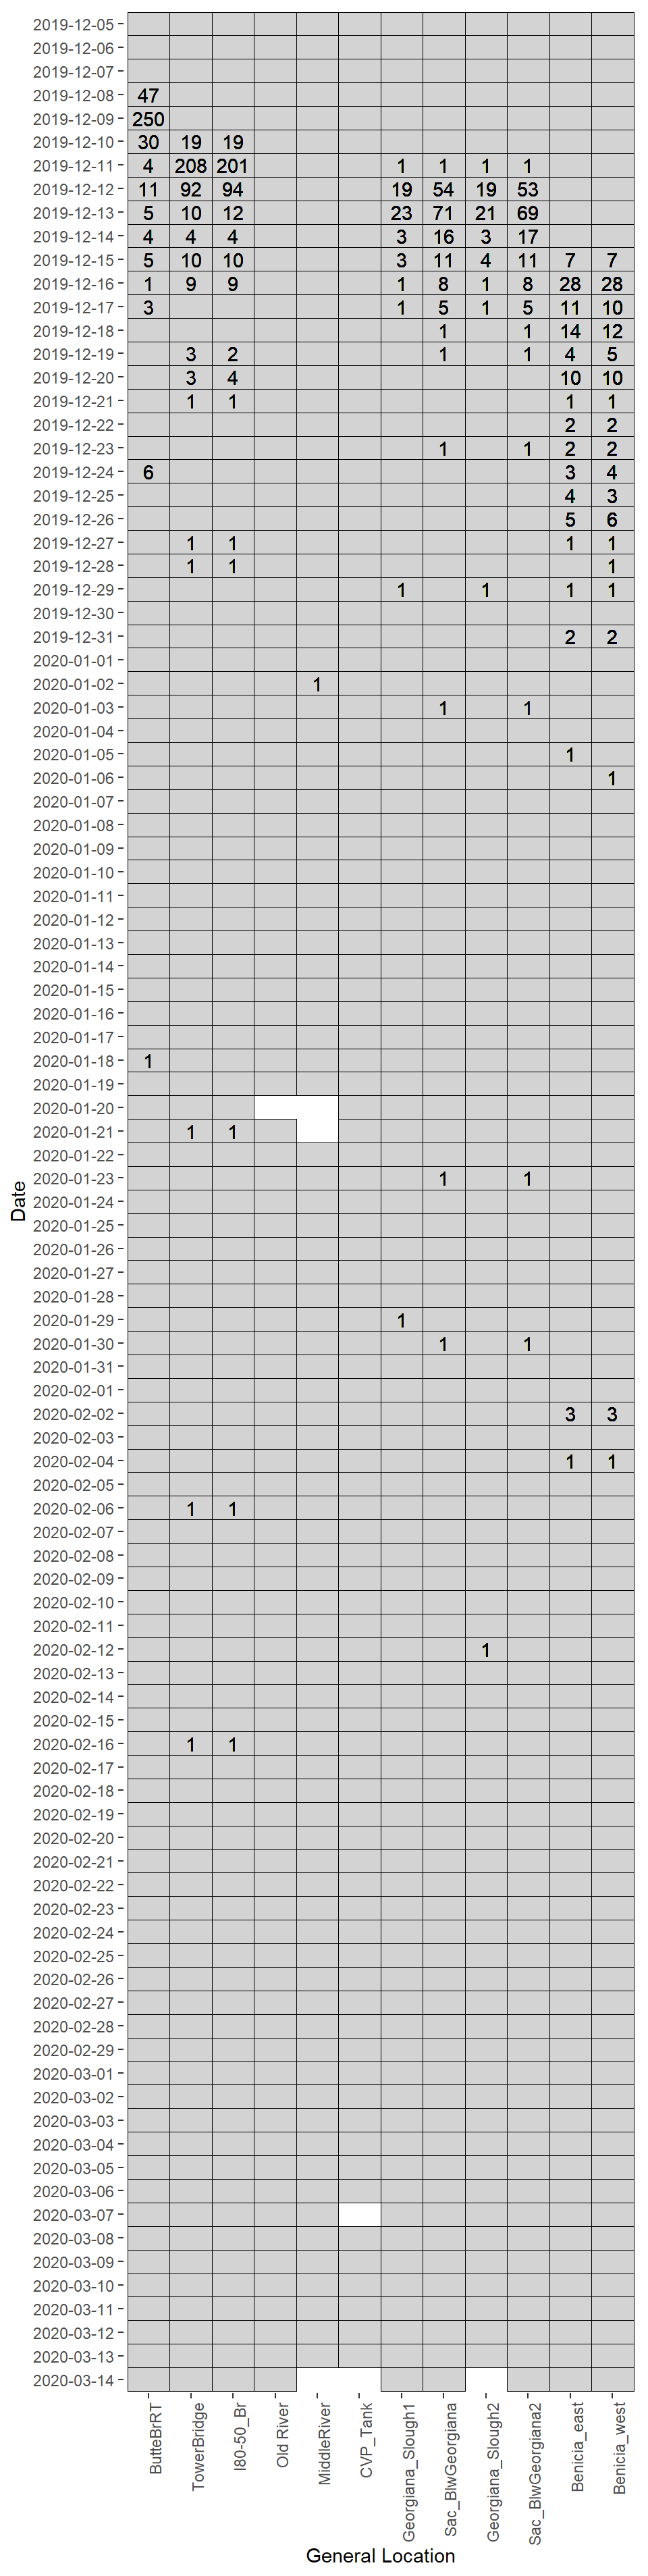 2019-12-05
2019-12-06
2019-12-07
2019-12-08 47
2019-12-09 250
2019-12-10 30 19 19
2019-12-11 4 208 201 1 1 1 1
2019-12-12 11 92 94 19 54 19 53
2019-12-13 5 10 12 23 71 21 69
2019-12-14 4 4 4 3 16 3 17
2019-12-15 5 10 10 3 11 4 11 7 7
2019-12-16 1 9 9 1 8 1 8 28 28
2019-12-17 3 1 5 1 5 11 10
2019-12-18 1 1 14 12
2019-12-19 3 2 1 1 4 5
2019-12-20 3 4 10 10
2019-12-21 1 1 1 1
2019-12-22 2 2
2019-12-23 1 1 2 2
2019-12-24 6 3 4
2019-12-25 4 3
2019-12-26 5 6
2019-12-27 1 1 1 1
2019-12-28 1 1 1
2019-12-29 1 1 1 1
2019-12-30
2019-12-31 2 2
2020-01-01
2020-01-02 1
2020-01-03 1 1
2020-01-04
2020-01-05 1
2020-01-06 1
2020-01-07
2020-01-08
2020-01-09
2020-01-10
2020-01-11
2020-01-12
2020-01-13
2020-01-14
2020-01-15
2020-01-16
2020-01-17
2020-01-18 1
2020-01-19
2020-01-20
2020-01-21 1 1
2020-01-22
2020-01-23 1 1
2020-01-24
2020-01-25
2020-01-26
2020-01-27
2020-01-28
2020-01-29 1
2020-01-30 1 1
2020-01-31
2020-02-01
2020-02-02 3 3
2020-02-03
2020-02-04 1 1
2020-02-05
2020-02-06 1 1
2020-02-07
2020-02-08
2020-02-09
2020-02-10
2020-02-11
2020-02-12 1
2020-02-13
2020-02-14
2020-02-15
2020-02-16 1 1
2020-02-17
2020-02-18
2020-02-19
2020-02-20
2020-02-21
2020-02-22
2020-02-23
2020-02-24
2020-02-25
2020-02-26
2020-02-27
2020-02-28
2020-02-29
2020-03-01
2020-03-02
2020-03-03
2020-03-04
2020-03-05
2020-03-06
2020-03-07
2020-03-08
2020-03-09
2020-03-10
2020-03-11
2020-03-12
2020-03-13
2020-03-14
Date
ButteBrRT
TowerBridge
I80-50_Br
Old River
MiddleRiver
CVP_Tank
Georgiana_Slough1
Sac_BlwGeorgiana
Georgiana_Slough2
Sac_BlwGeorgiana2
Benicia_east
Benicia_west
General Location